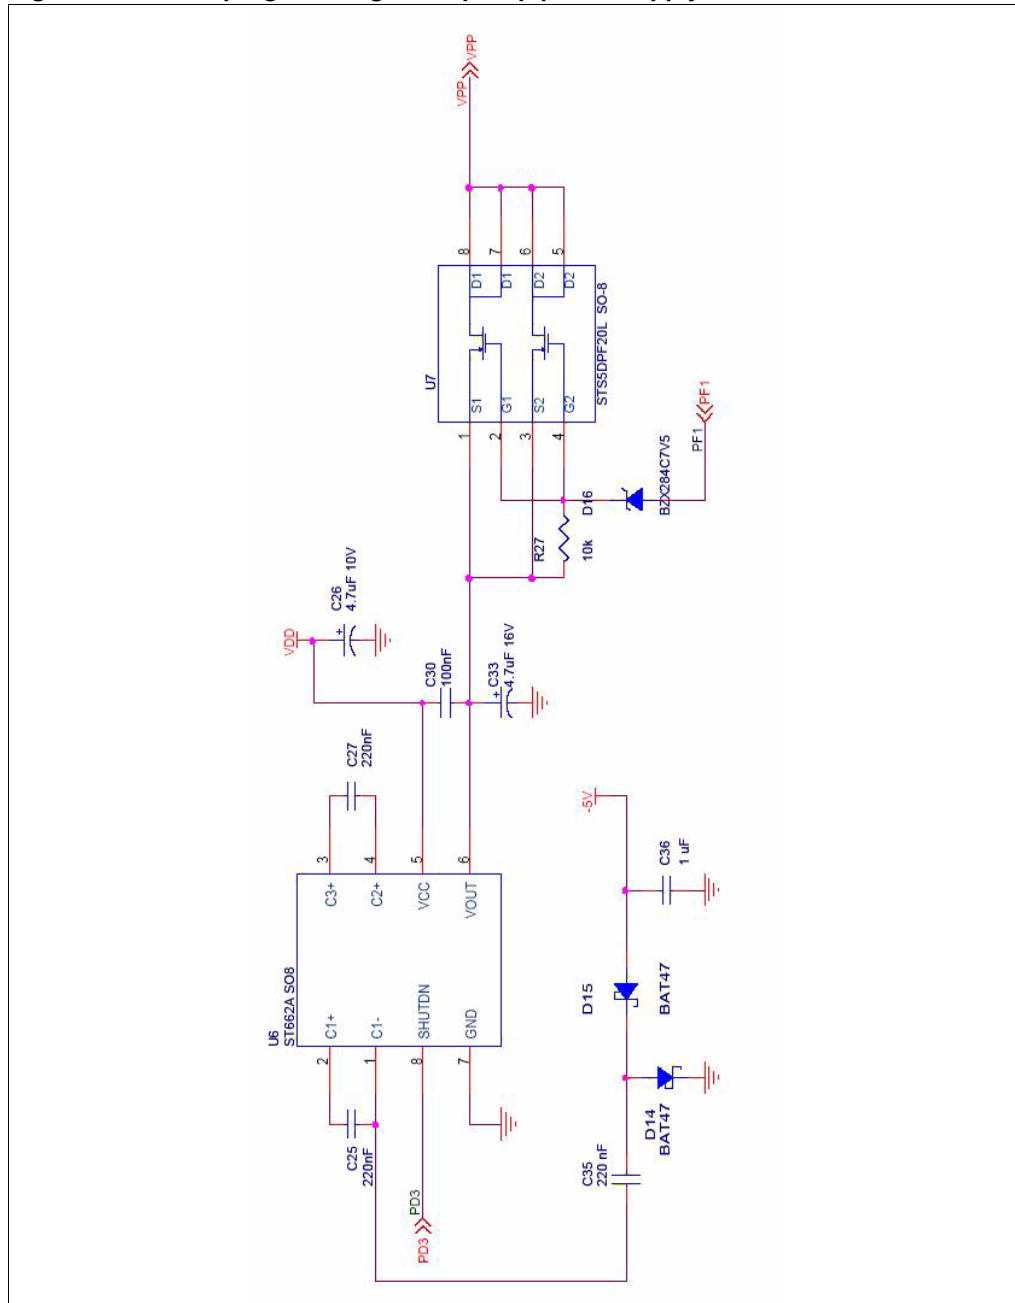 VPP
VPP
8
7
6
5
D1
D1
D2
D2
U7
STS5DPF20L SO-8
S1
G1
S2
G2
1
2
3
4
PF1
PF1
D16
BZX284C7V5
R27
10k
VDD
C26
4.7uF 10V
C30
100nF
C33
4.7uF 16V
C27
220nF
-5V
3
4
5
6
C3+
C2+
VCC
VOUT
C36
1 uF
U6
ST662A SO8
C1+
C1-
SHUTDN
GND
D15
BAT47
2
1
8
7
D14
BAT47
C25
220nF
C35
220 nF
PD3
PD3